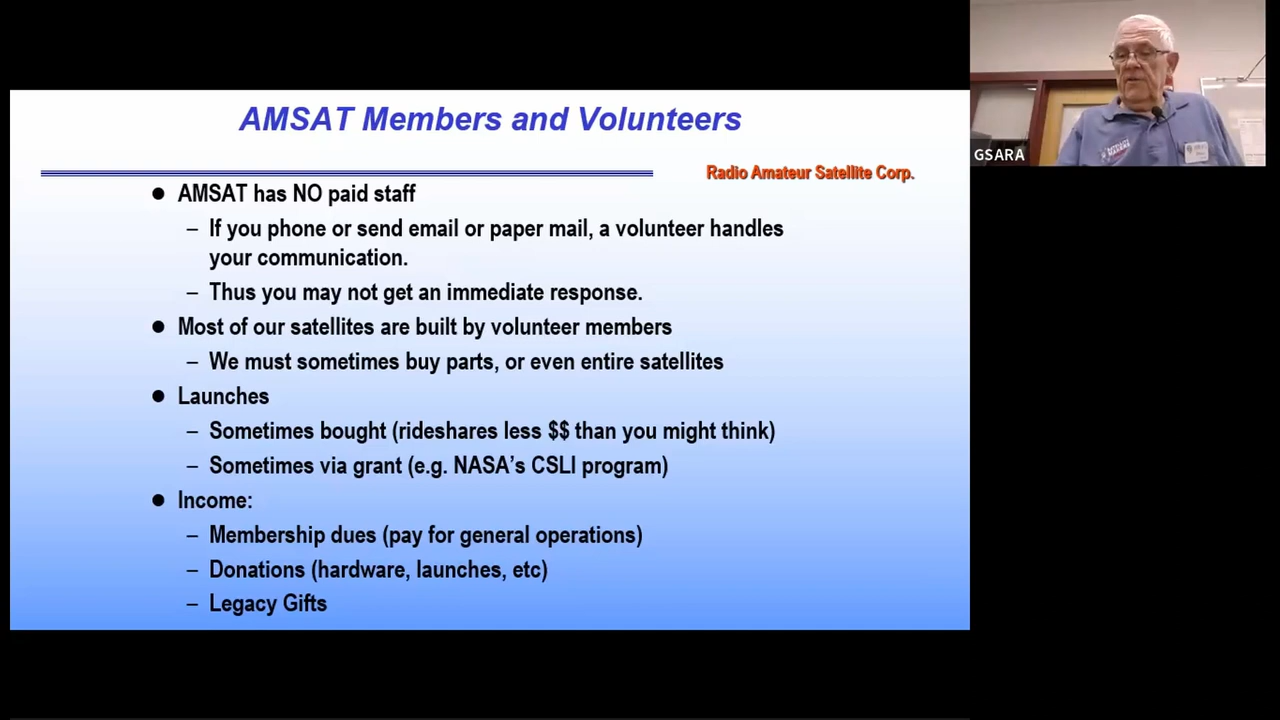 AMSAT Members and Volunteers
Radio Amateur Satellite Corp.
● AMSAT has NO paid staff
– If you phone or send email or paper mail, a volunteer handles
your communication.
– Thus you may not get an immediate response.
● Most of our satellites are built by volunteer members
– We must sometimes buy parts, or even entire satellites
● Launches
– Sometimes bought (rideshares less $$ than you might think)
– Sometimes via grant (e.g. NASA's CSLI program)
● Income:
– Membership dues (pay for general operations)
– Donations (hardware, launches, etc)
– Legacy Gifts
GSARA